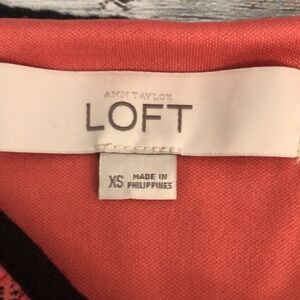 ANN TAYLOR
LOFT
XS MADE IN
PHILIPPINES